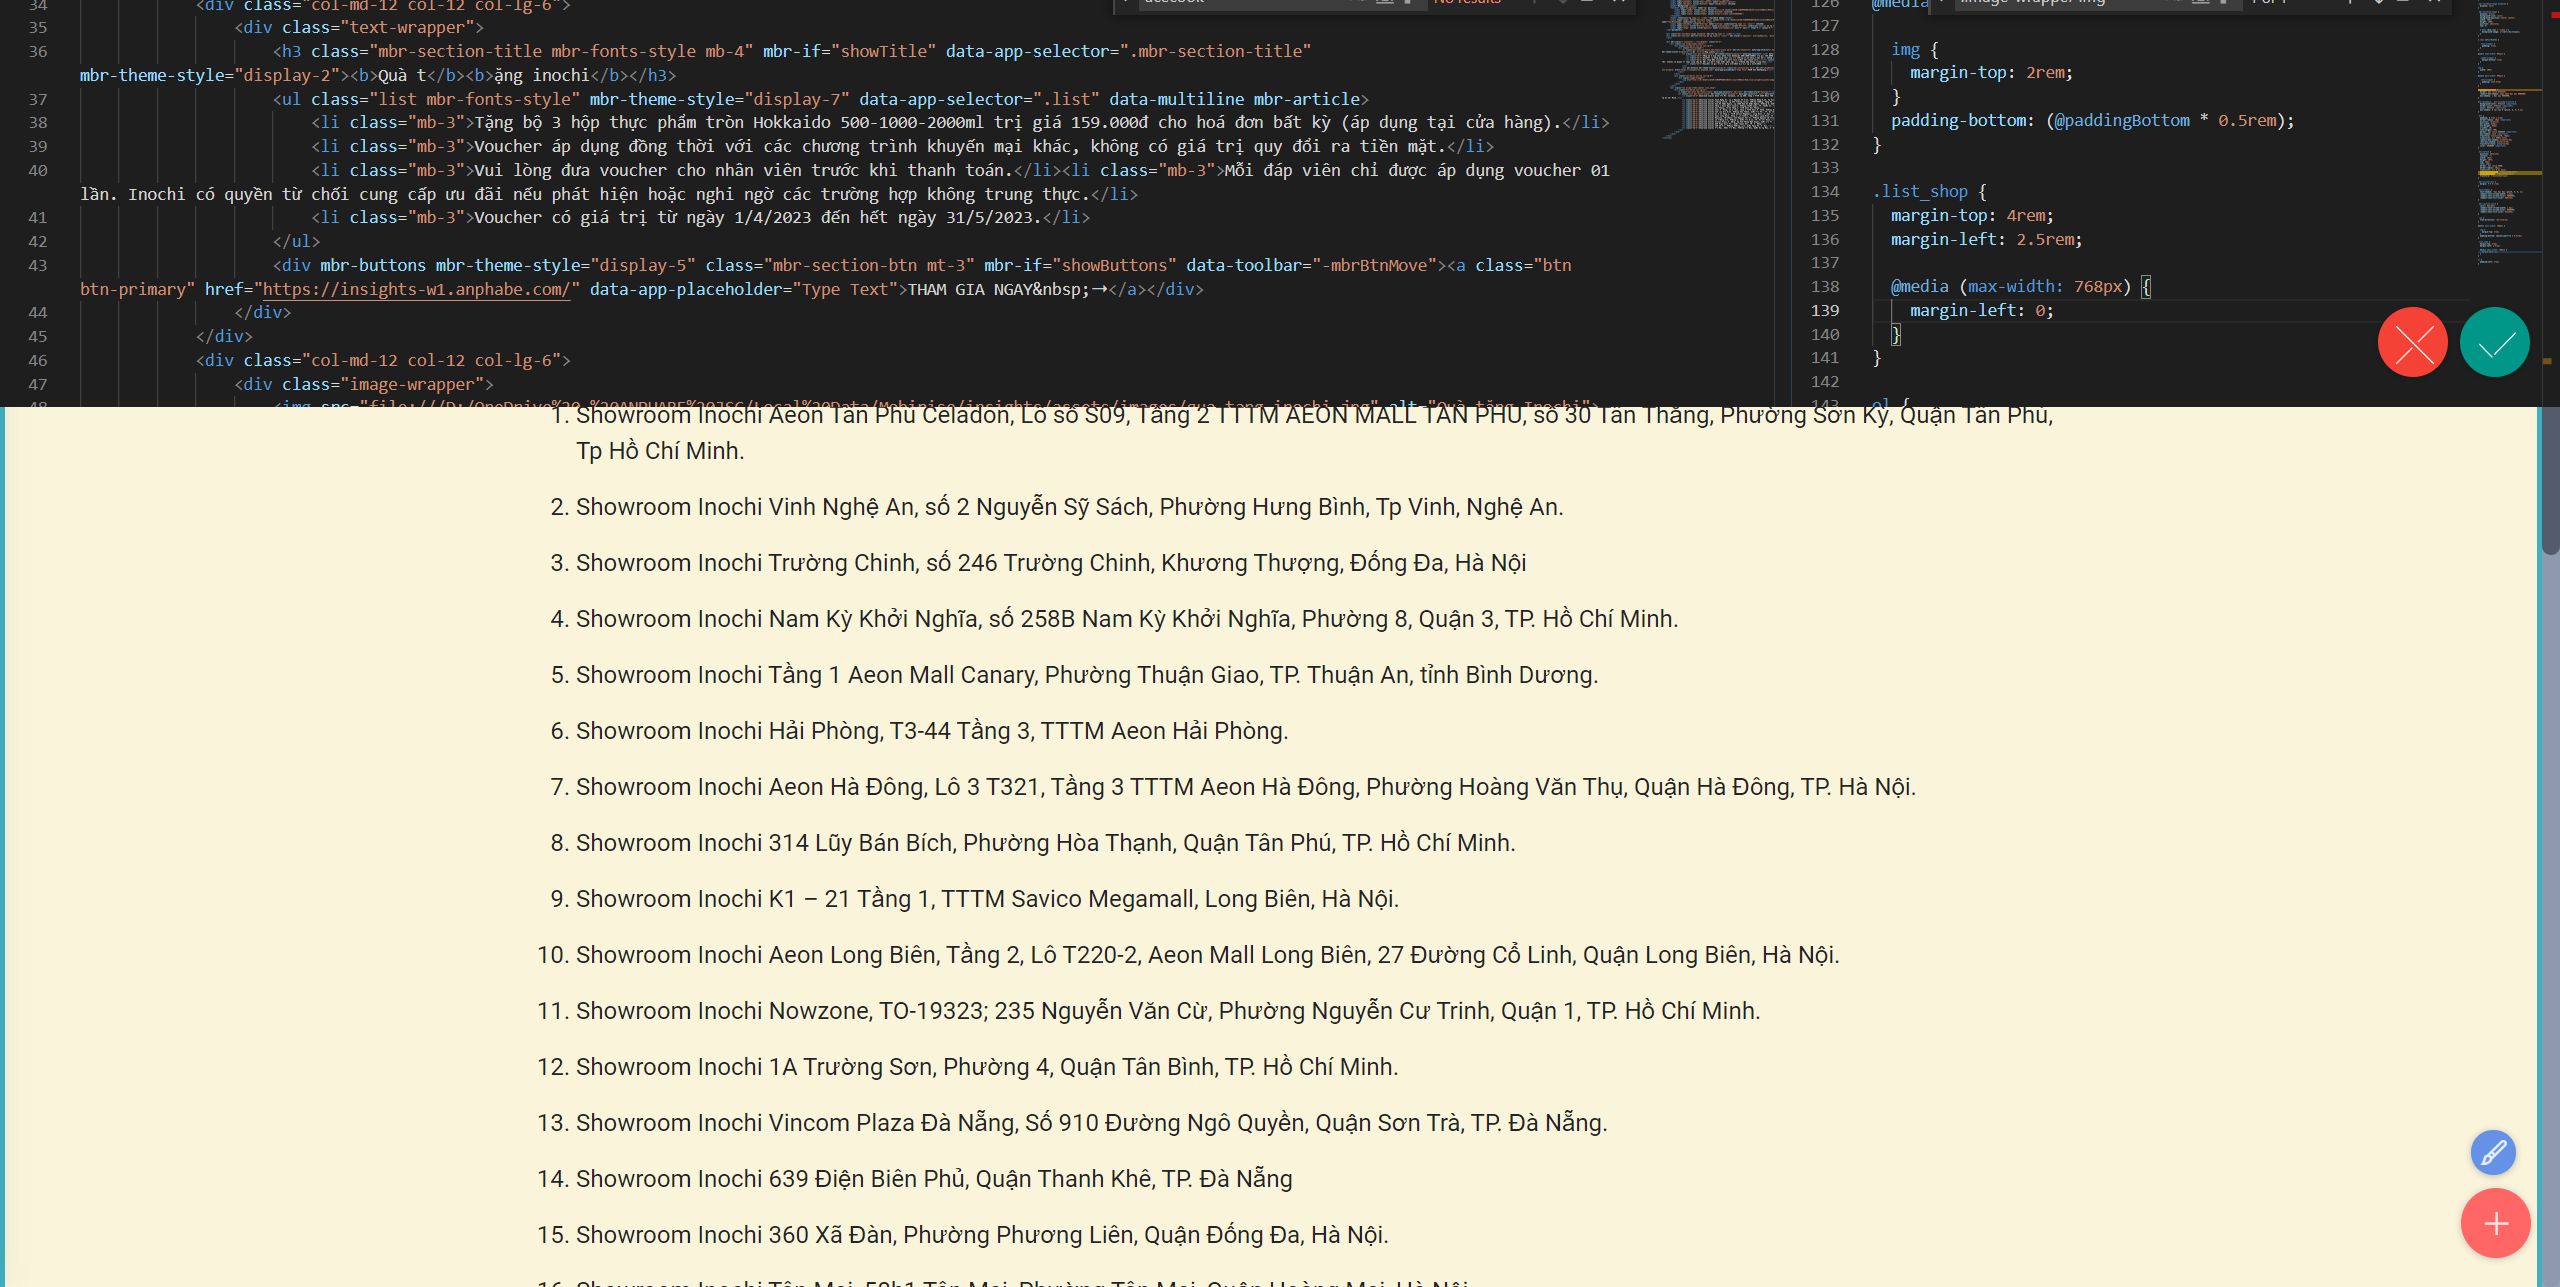 34 <div class="col-md-12 col-12 col-lg-6">
35 <div class="text-wrapper">
36 <h3 class="mbr-section-title mbr-fonts-style mb-4" mbr-if="showTitle" data-app-selector=".mbr-section-title"
mbr-theme-style="display-2"><b>Quà t</b><b>ặng inochi</b></h3>
37 <ul class="list mbr-fonts-style" mbr-theme-style="display-7" data-app-selector=".list" data-multiline mbr-article>
38 <li class="mb-3">Tặng bộ 3 hộp thực phẩm tròn Hokkaido 500-1000-2000ml trị giá 159.000đ cho hoá đơn bất kỳ (áp dụng tại cửa hàng).</li>
39 <li class="mb-3">Voucher áp dụng đồng thời với các chương trình khuyến mại khác, không có giá trị quy đổi ra tiền mặt.</li>
40 <li class="mb-3">Vui lòng đưa voucher cho nhân viên trước khi thanh toán.</li><li class="mb-3">Mỗi đáp viên chỉ được áp dụng voucher 01
lần. Inochi có quyền từ chối cung cấp ưu đãi nếu phát hiện hoặc nghi ngờ các trường hợp không trung thực.</li>
41 <li class="mb-3">Voucher có giá trị từ ngày 1/4/2023 đến hết ngày 31/5/2023.</li>
42 </ul>
43 <div mbr-buttons mbr-theme-style="display-5" class="mbr-section-btn mt-3" mbr-if="showButtons" data-toolbar="-mbrBtnMove"><a class="btn
btn-primary" href="https://insights-w1.anphabe.com/" data-app-placeholder="Type Text">THAM GIA NGAY&nbsp;→</a></div>
44 </div>
45 </div>
46 <div class="col-md-12 col-12 col-lg-6">
47 <div class="image-wrapper">
48 <img src="file:///D:/OneDrive%20-%20ANPHABE%20JSC/Local%20Data/Mobirise/insights/assets/images/qua-tang-inochi.jpg" alt="Quà tặng Inochi">
No results
126 @media
127
128 img {
129 margin-top: 2rem;
130 }
131 padding-bottom: (@paddingBottom * 0.5rem);
132 }
133
134 .list_shop {
135 margin-top: 4rem;
136 margin-left: 2.5rem;
137
138 @media (max-width: 768px) {
139 margin-left: 0;
140 }
141 }
142
143 ol {
1. Showroom Inochi Aeon Tân Phú Celadon, Lô số S09, Tầng 2 TTTM AEON MALL TÂN PHÚ, số 30 Tân Thắng, Phường Sơn Kỳ, Quận Tân Phú,
Tp Hồ Chí Minh.
2. Showroom Inochi Vinh Nghệ An, số 2 Nguyễn Sỹ Sách, Phường Hưng Bình, Tp Vinh, Nghệ An.
3. Showroom Inochi Trường Chinh, số 246 Trường Chinh, Khương Thượng, Đống Đa, Hà Nội
4. Showroom Inochi Nam Kỳ Khởi Nghĩa, số 258B Nam Kỳ Khởi Nghĩa, Phường 8, Quận 3, TP. Hồ Chí Minh.
5. Showroom Inochi Tầng 1 Aeon Mall Canary, Phường Thuận Giao, TP. Thuận An, tỉnh Bình Dương.
6. Showroom Inochi Hải Phòng, T3-44 Tầng 3, TTTM Aeon Hải Phòng.
7. Showroom Inochi Aeon Hà Đông, Lô 3 T321, Tầng 3 TTTM Aeon Hà Đông, Phường Hoàng Văn Thụ, Quận Hà Đông, TP. Hà Nội.
8. Showroom Inochi 314 Lũy Bán Bích, Phường Hòa Thạnh, Quận Tân Phú, TP. Hồ Chí Minh.
9. Showroom Inochi K1 – 21 Tầng 1, TTTM Savico Megamall, Long Biên, Hà Nội.
10. Showroom Inochi Aeon Long Biên, Tầng 2, Lô T220-2, Aeon Mall Long Biên, 27 Đường Cổ Linh, Quận Long Biên, Hà Nội.
11. Showroom Inochi Nowzone, TO-19323; 235 Nguyễn Văn Cừ, Phường Nguyễn Cư Trinh, Quận 1, TP. Hồ Chí Minh.
12. Showroom Inochi 1A Trường Sơn, Phường 4, Quận Tân Bình, TP. Hồ Chí Minh.
13. Showroom Inochi Vincom Plaza Đà Nẵng, Số 910 Đường Ngô Quyền, Quận Sơn Trà, TP. Đà Nẵng.
14. Showroom Inochi 639 Điện Biên Phủ, Quận Thanh Khê, TP. Đà Nẵng
15. Showroom Inochi 360 Xã Đàn, Phường Phương Liên, Quận Đống Đa, Hà Nội.
16. Showroom Inochi Tân Mai,